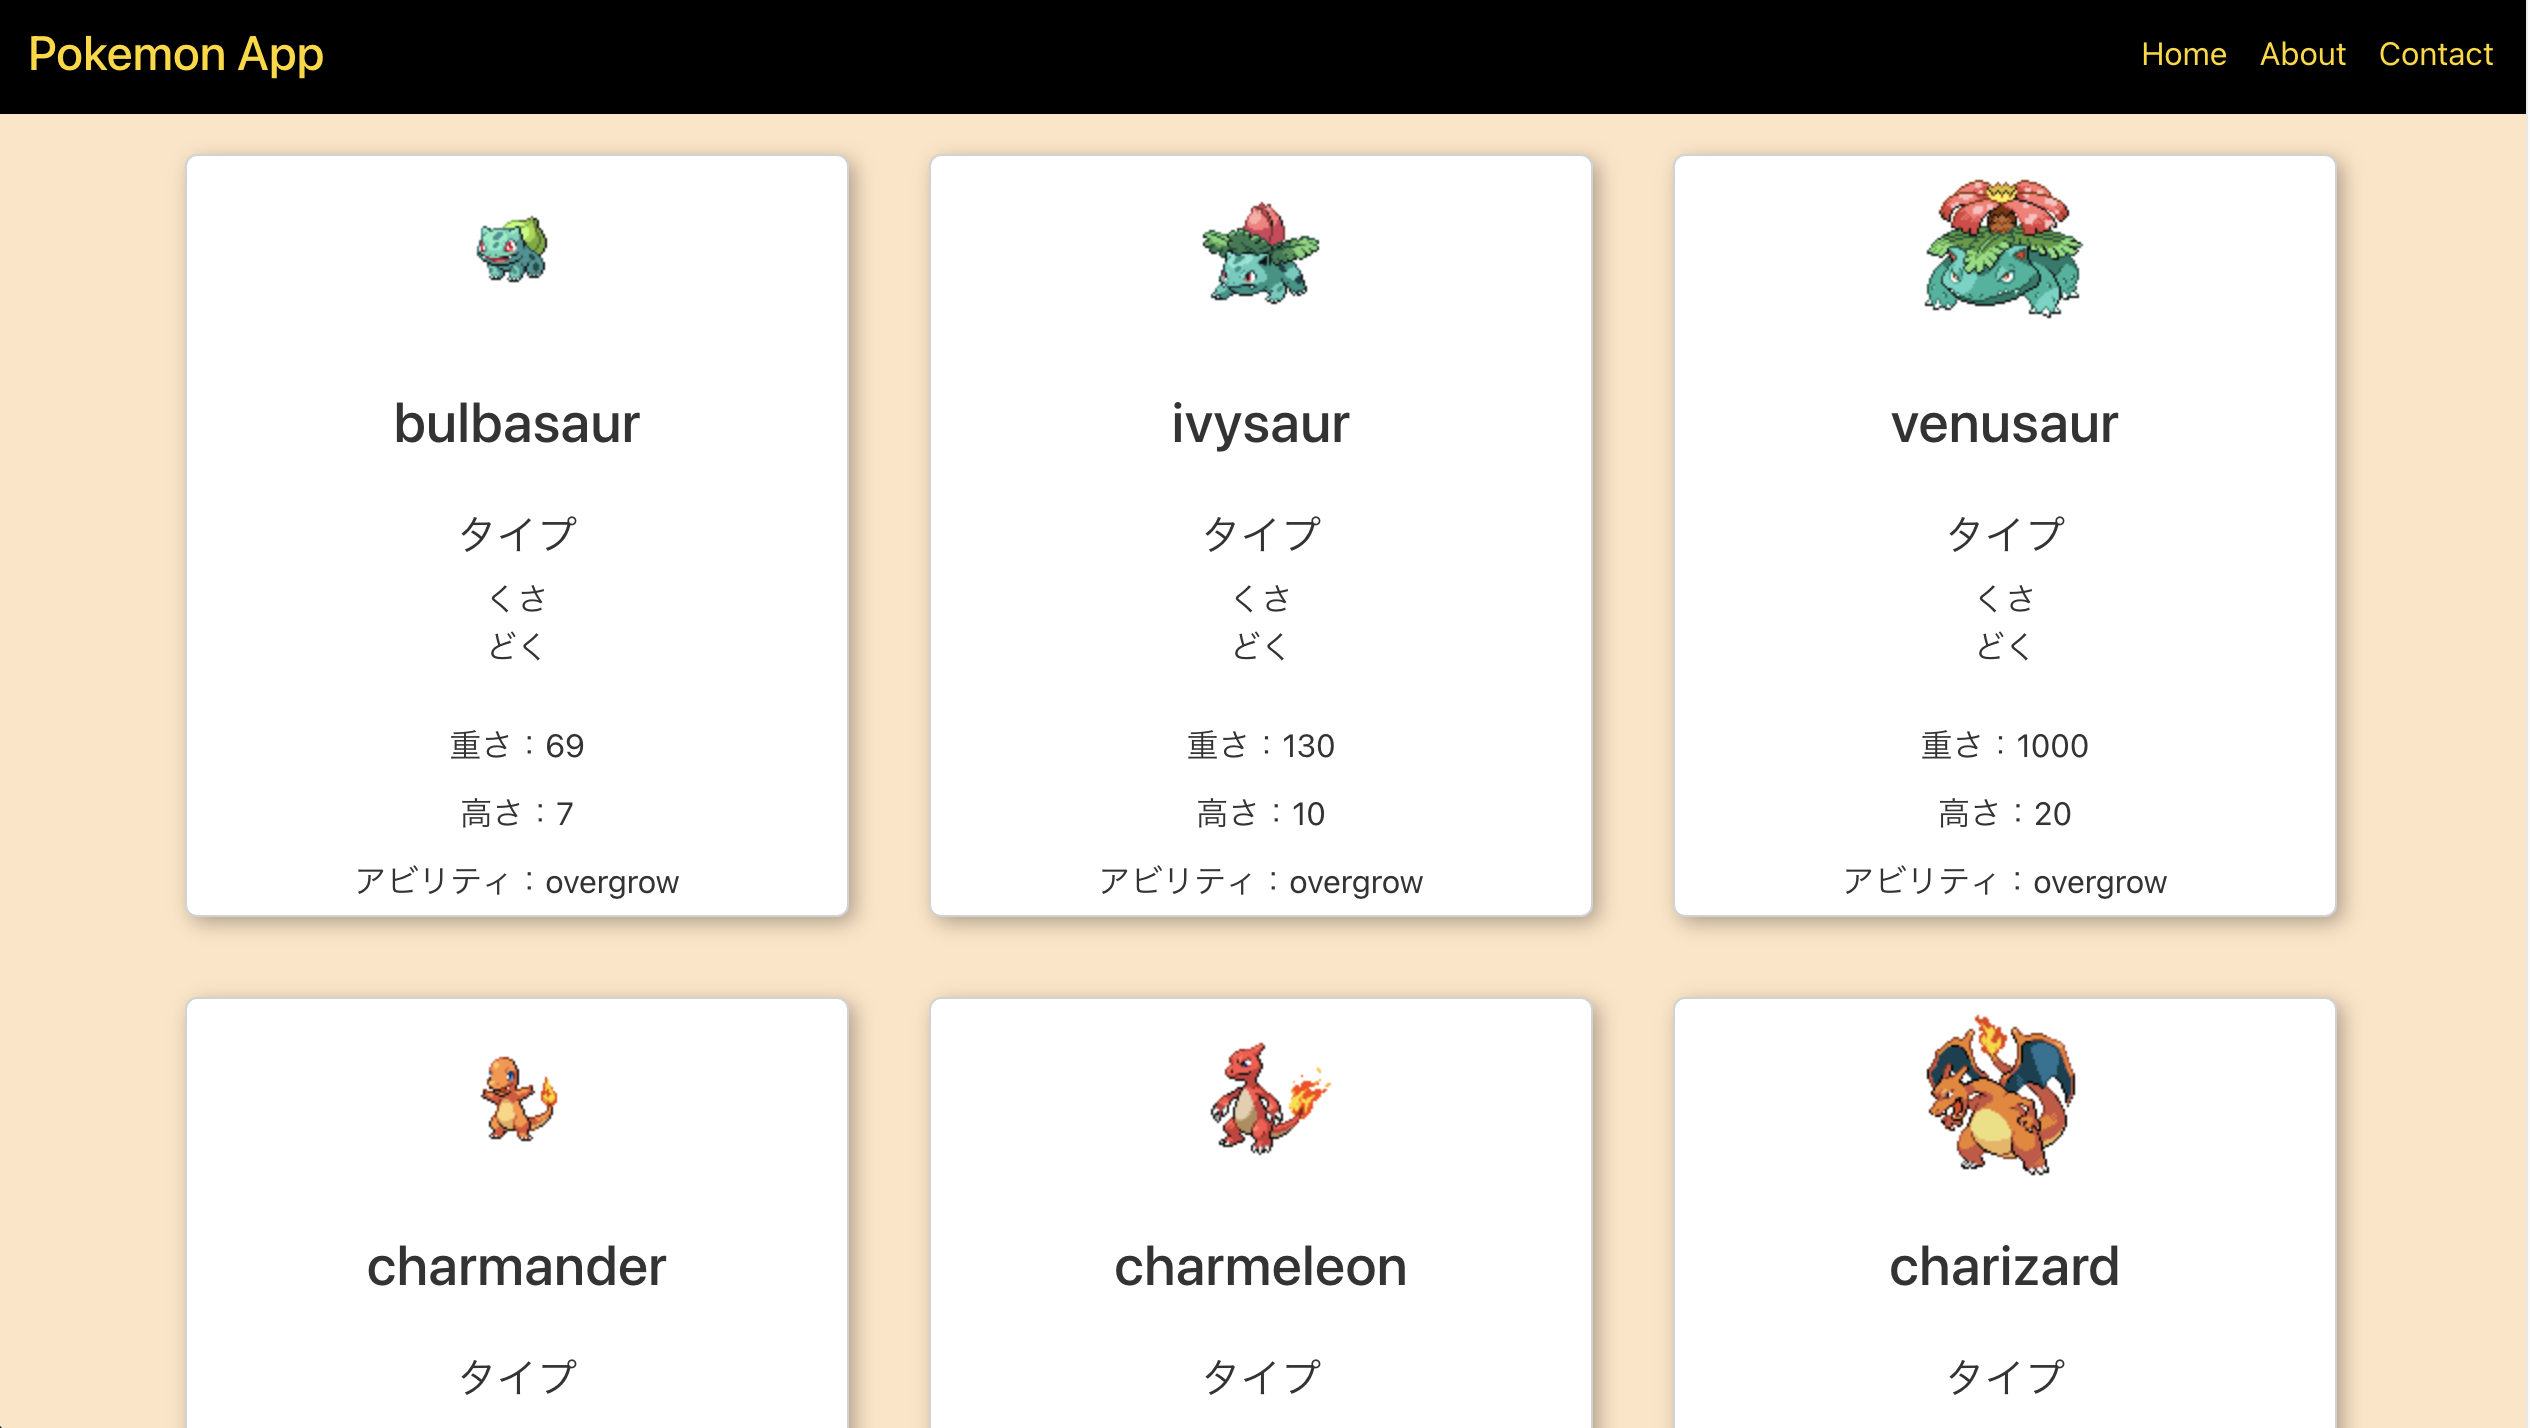 Pokemon App
Home About Contact
bulbasaur
タイプ
くさ
どく
重さ：69
高さ：7
アビリティ：overgrow
ivysaur
タイプ
くさ
どく
重さ：130
高さ：10
アビリティ：overgrow
venusaur
タイプ
くさ
どく
重さ：1000
高さ：20
アビリティ：overgrow
charmander
タイプ
charmeleon
タイプ
charizard
タイプ